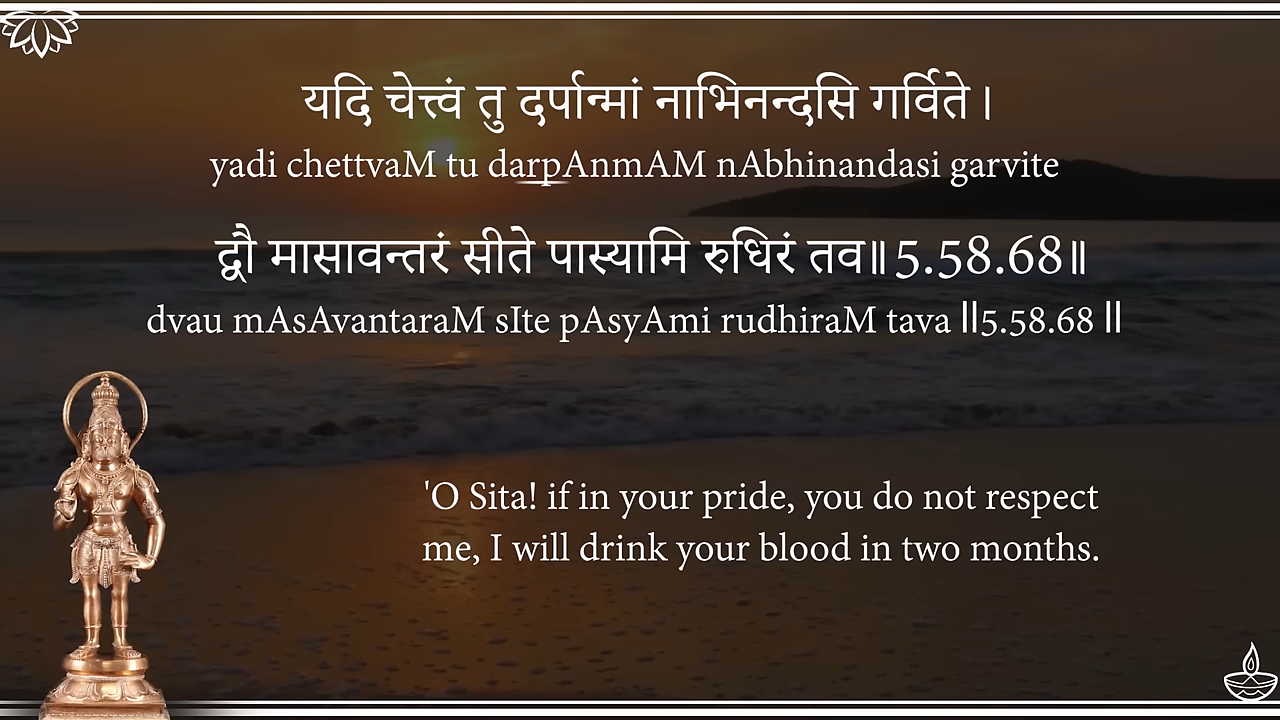 यदि चेत्त्वं तु दर्पान्मां नाभिनन्दसि गर्विते।
yadi chettvaM tu darpAnmAM nAbhinandasi garvite
द्वौ मासावन्तरं सीते पास्यामि रुधिरं तव॥5.58.68॥
dvau mAsAvantaraM sIte pAsyAmi rudhiraM tava ||5.58.68 ||
'O Sita! if in your pride, you do not respect
me, I will drink your blood in two months.